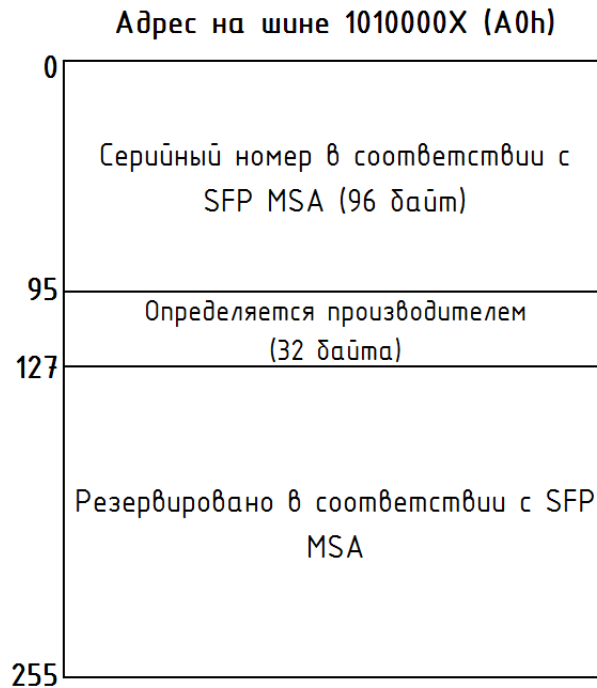 Адрес на шине 1010000X (A0h)
0
Серийный номер в соответствии с
SFP MSA (96 байт)
95
Определяется производителем
(32 байта)
127
Резервировано в соответствии с SFP
MSA
255